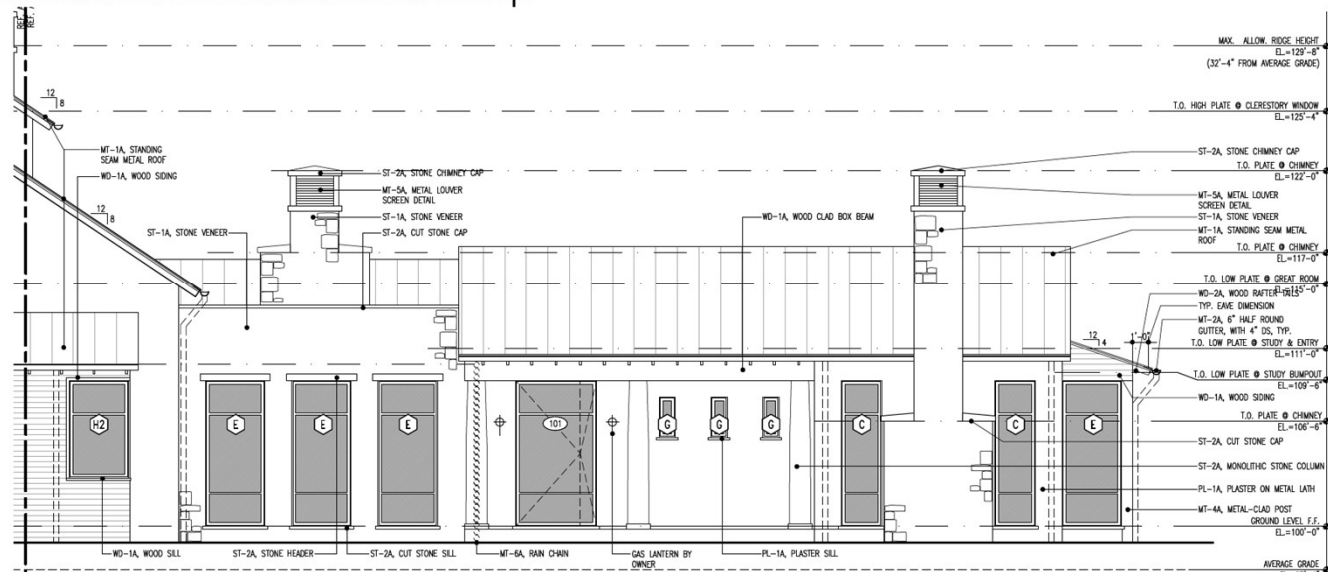 REF.
REF.
MAX. ALLOW. RIDGE HEIGHT
EL.=129'-8"
(32'-4" FROM AVERAGE GRADE)
12
8
T.O. HIGH PLATE @ CLERESTORY WINDOW
EL.=125'-4"
MT-1A, STANDING
SEAM METAL ROOF
WD-1A, WOOD SIDING
ST-2A, STONE CHIMNEY CAP
MT-5A, METAL LOUVER
SCREEN DETAIL
ST-1A, STONE VENEER
ST-2A, CUT STONE CAP
12
8
ST-1A, STONE VENEER
WD-1A, WOOD CLAD BOX BEAM
ST-2A, STONE CHIMNEY CAP
T.O. PLATE @ CHIMNEY
EL.=122'-0"
MT-5A, METAL LOUVER
SCREEN DETAIL
ST-1A, STONE VENEER
MT-1A, STANDING SEAM METAL
ROOF
T.O. PLATE @ CHIMNEY
EL.=117-0"
T.O. LOW PLATE @ GREAT ROOM
EL.=115'-0"
WD-2A, WOOD RAFTER TAILS
TYP. EAVE DIMENSION
MT-2A, 6" HALF ROUND
GUTTER, WITH 4" DS, TYP.
12
4
1'-0"
T.O. LOW PLATE @ STUDY & ENTRY
EL.=111'-0"
T.O. LOW PLATE @ STUDY BUMPOUT
EL.=109'-6"
WD-1A, WOOD SIDING
T.O. PLATE @ CHIMNEY
EL.=106'-6"
ST-2A, CUT STONE CAP
H2
E
E
E
101
G
G
G
C
C
E
ST-2A, MONOLITHIC STONE COLUMN
PL-1A, PLASTER ON METAL LATH
MT-4A, METAL-CLAD POST
GROUND LEVEL F.F.
EL.=100'-0"
WD-1A, WOOD SILL
ST-2A, STONE HEADER
ST-2A, CUT STONE SILL
MT-6A, RAIN CHAIN
GAS LANTERN BY
OWNER
PL-1A, PLASTER SILL
AVERAGE GRADE